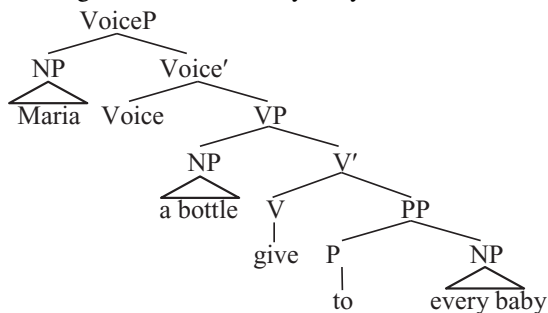 VoiceP
NP Voice′
Maria Voice VP
NP V′
a bottle V PP
give P NP
to every baby